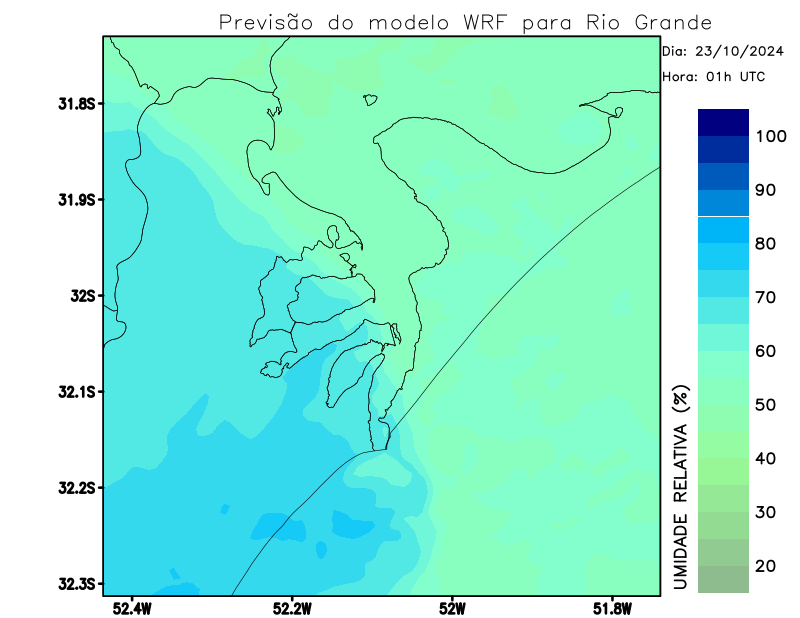 Previsão do modelo WRF para Rio Grande
Dia: 23/10/2024
Hora: 01h UTC
31.8S
31.9S
32S
32.1S
32.2S
32.3S
52.4W
52.2W
52W
51.8W
100
90
80
70
60
50
40
30
20
UMIDADE RELATIVA (%)